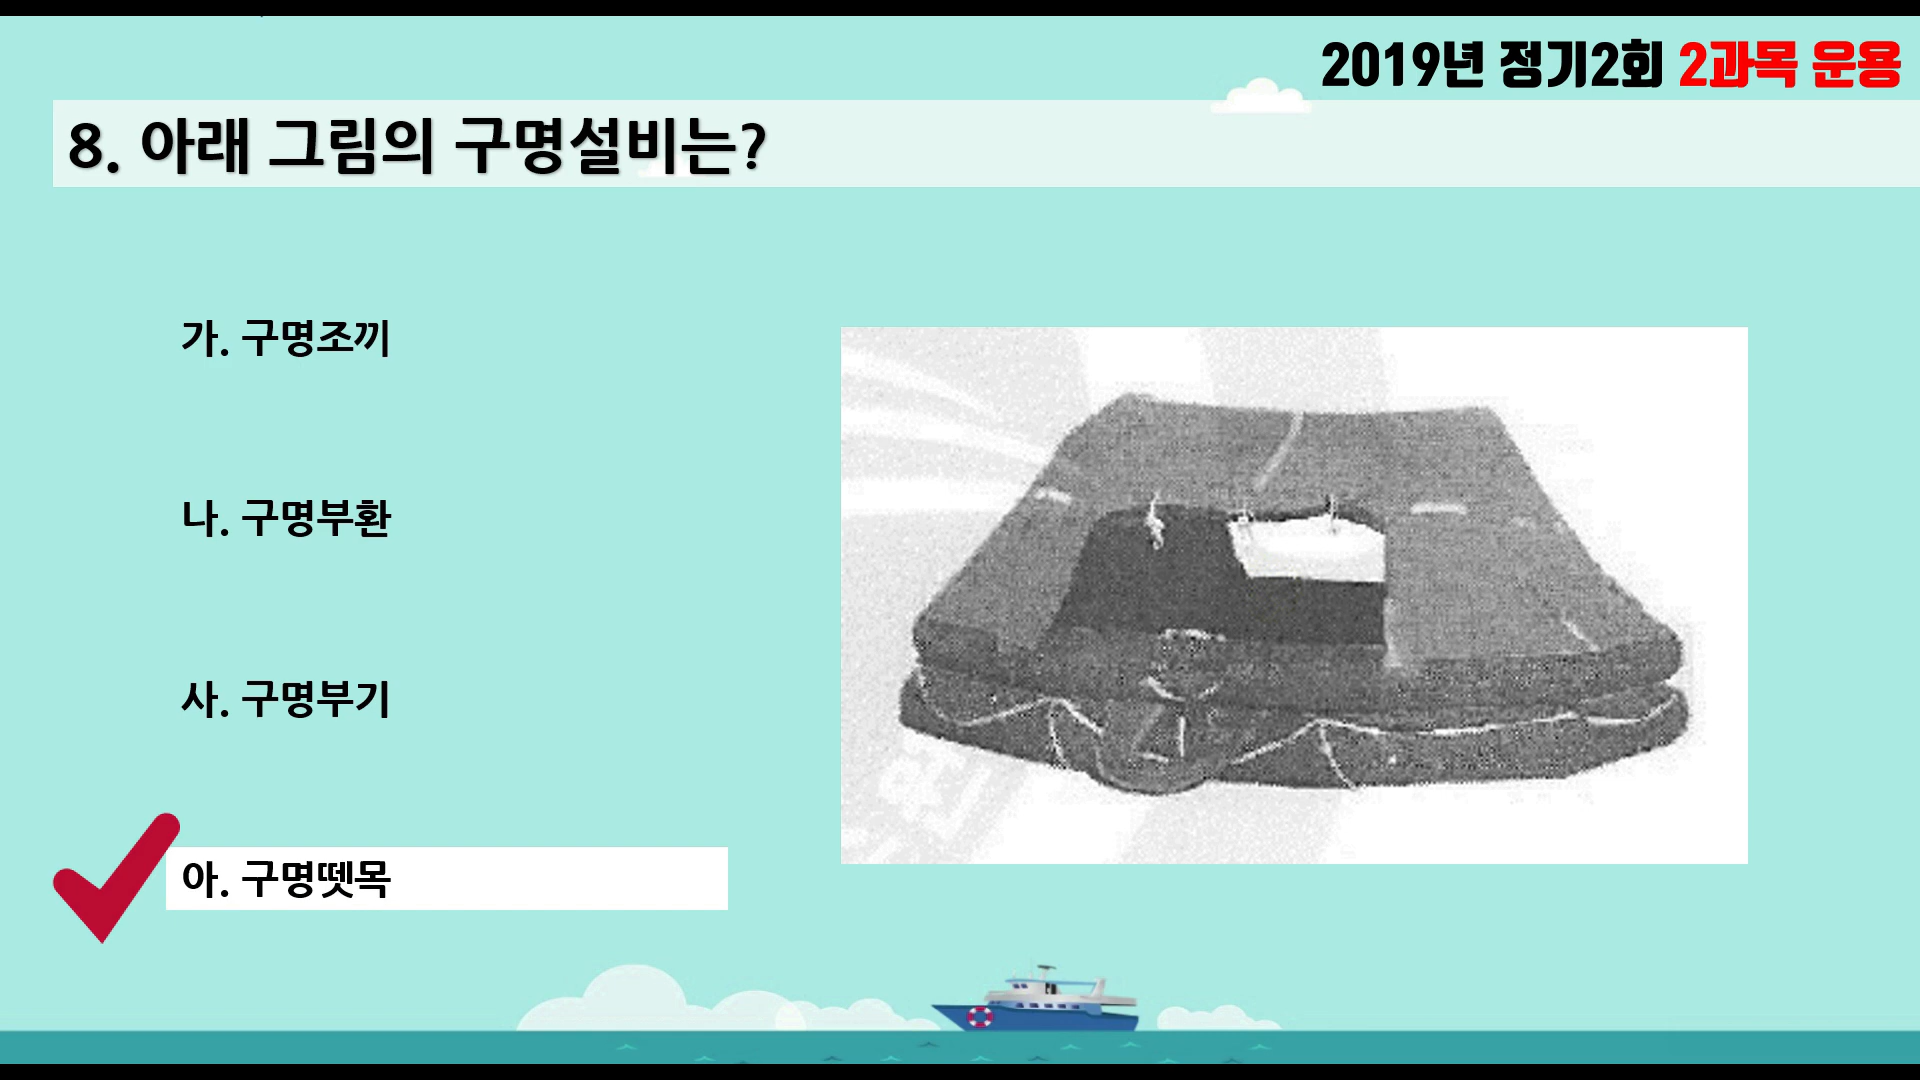 2019년 정기2회 2과목 운용
8. 아래 그림의 구명설비는?
가. 구명조끼
나. 구명부환
사. 구명부기
아. 구명뗏목